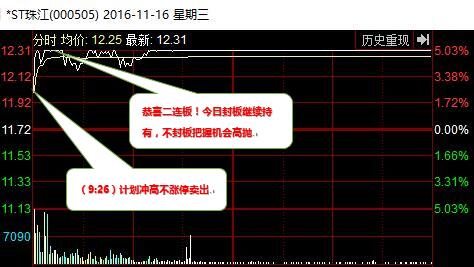 *ST珠江(000505) 2016-11-16 星期三
分时 均价: 12.25 最新: 12.31 历史重现
12.31 5.03%
12.12 3.38%
11.92 1.72%
11.72 0.00%
11.53 1.66%
11.33 3.32%
11.13 5.03%
7090 7090
恭喜二连板！今日封板继续持
有，不封板把握机会高抛.
（9:26）计划冲高不涨停卖出.